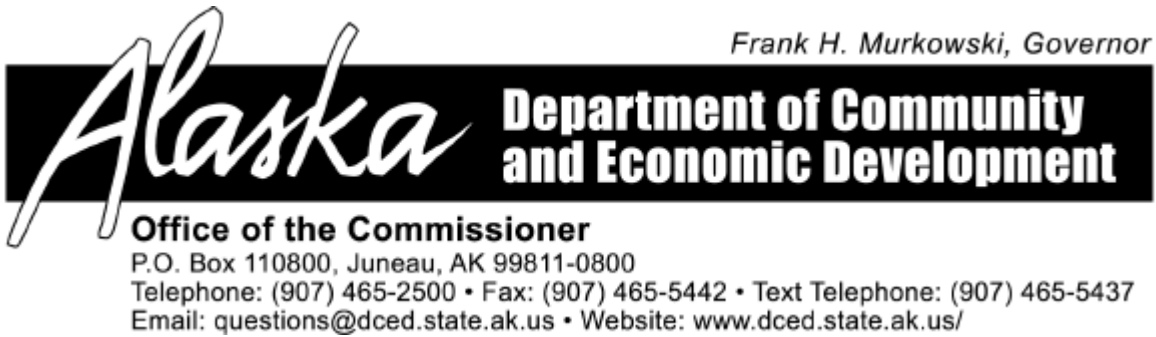 Frank H. Murkowski, Governor
Alaska
Department of Community
and Economic Development
Office of the Commissioner
P.O. Box 110800, Juneau, AK 99811-0800
Telephone: (907) 465-2500 • Fax: (907) 465-5442 • Text Telephone: (907) 465-5437
Email: questions@dced.state.ak.us • Website: www.dced.state.ak.us/